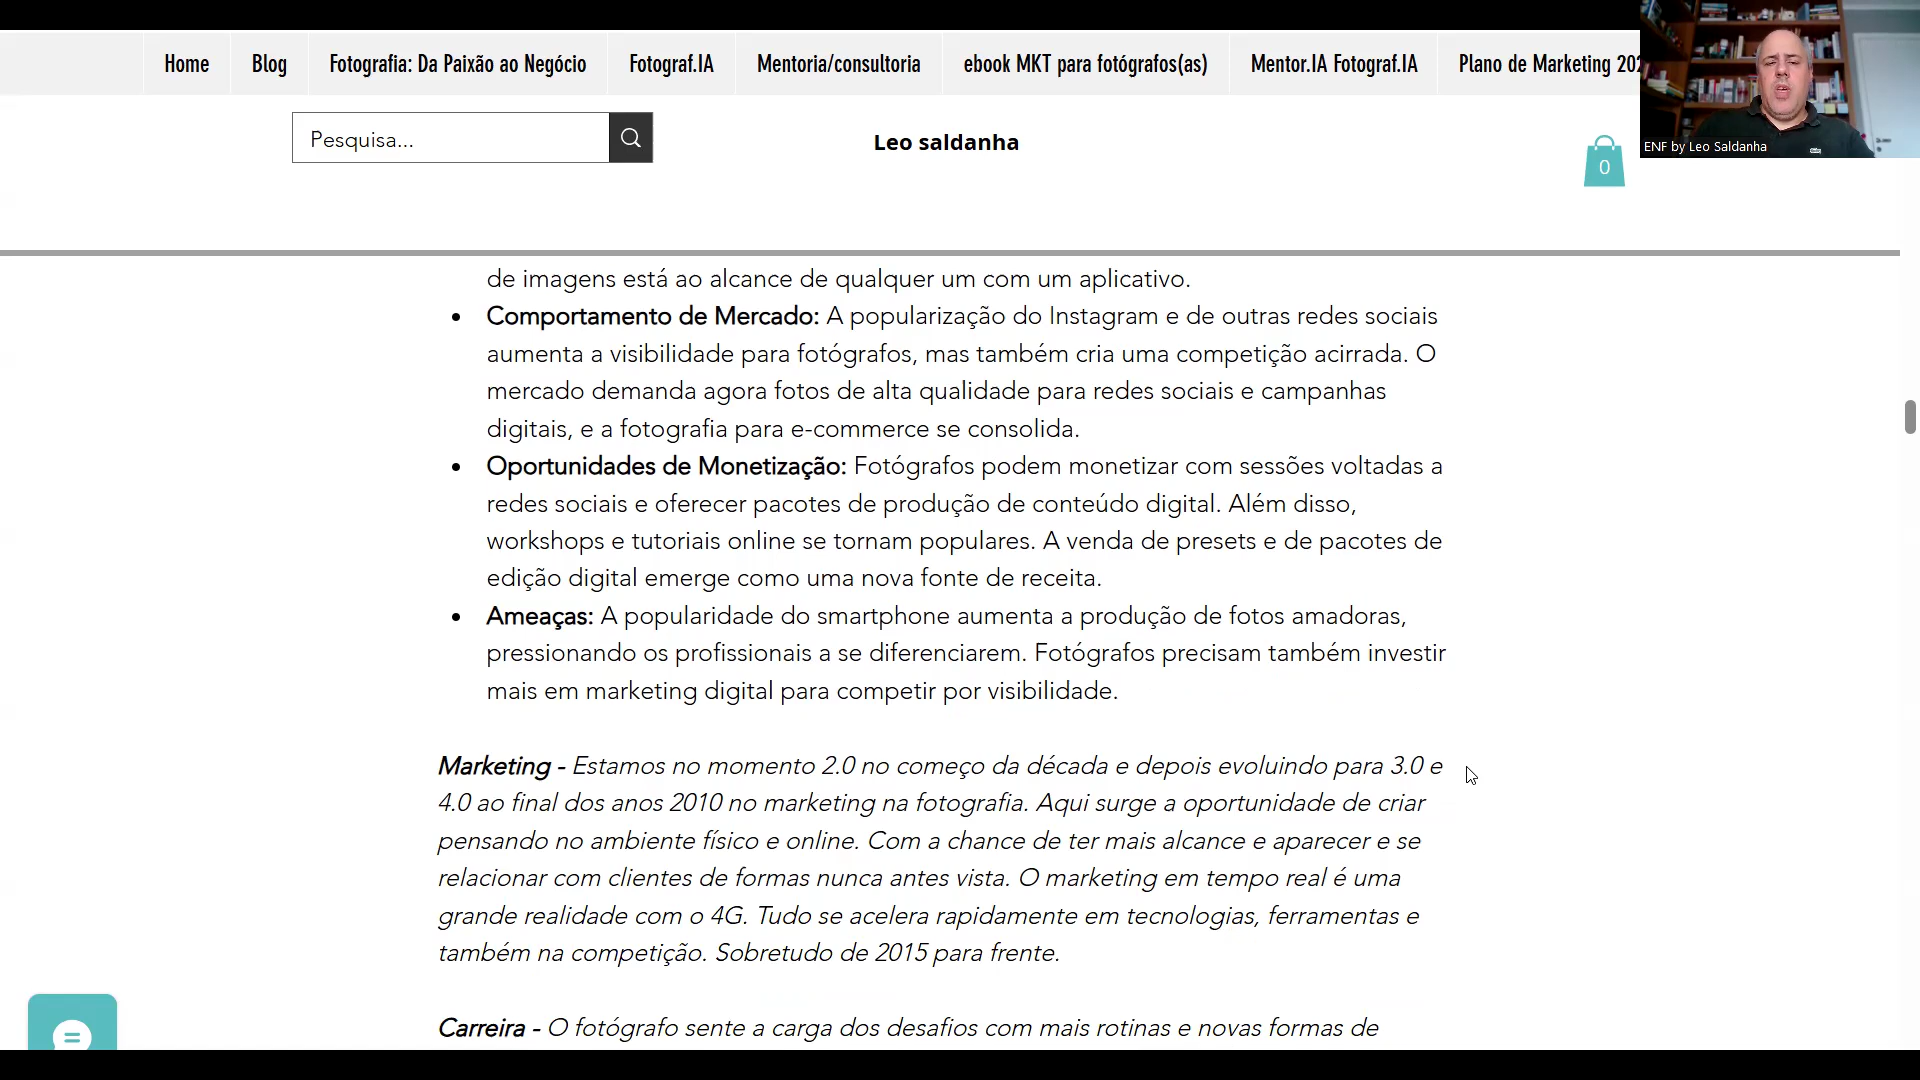 Home Blog Fotografia: Da Paixão ao Negócio Fotograf.IA Mentoria/consultoria ebook MKT para fotógrafos(as) Mentor.IA Fotograf.IA Plano de Marketing
ENF by Leo Saldanha
Pesquisa...
Leo saldanha
0
de imagens está ao alcance de qualquer um com um aplicativo.
• Comportamento de Mercado: A popularização do Instagram e de outras redes sociais
aumenta a visibilidade para fotógrafos, mas também cria uma competição acirrada. O
mercado demanda agora fotos de alta qualidade para redes sociais e campanhas
digitais, e a fotografia para e-commerce se consolida.
• Oportunidades de Monetização: Fotógrafos podem monetizar com sessões voltadas a
redes sociais e oferecer pacotes de produção de conteúdo digital. Além disso,
workshops e tutoriais online se tornam populares. A venda de presets e de pacotes de
edição digital emerge como uma nova fonte de receita.
• Ameaças: A popularidade do smartphone aumenta a produção de fotos amadoras,
pressionando os profissionais a se diferenciarem. Fotógrafos precisam também investir
mais em marketing digital para competir por visibilidade.
Marketing - Estamos no momento 2.0 no começo da década e depois evoluindo para 3.0 e
4.0 ao final dos anos 2010 no marketing na fotografia. Aqui surge a oportunidade de criar
pensando no ambiente físico e online. Com a chance de ter mais alcance e aparecer e se
relacionar com clientes de formas nunca antes vista. O marketing em tempo real é uma
grande realidade com o 4G. Tudo se acelera rapidamente em tecnologias, ferramentas e
também na competição. Sobretudo de 2015 para frente.
Carreira - O fotógrafo sente a carga dos desafios com mais rotinas e novas formas de